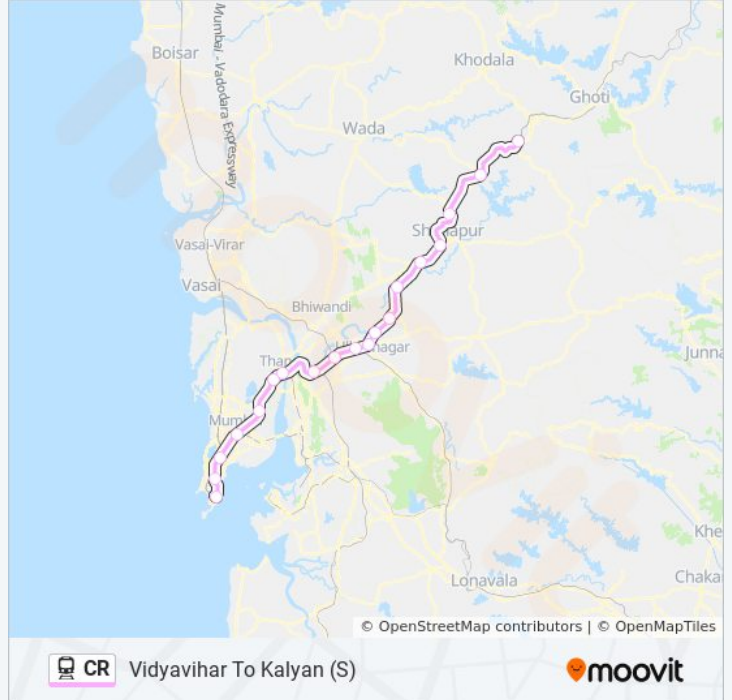 Boisar
Mumbai - Vadodara Expressway
Khodala
Ghoti
Wada
Vasai-Virar
Vasai
Bhiwandi
Junna
Lonavala
Khe
Chaka
© OpenStreetMap contributors | © OpenMapTiles
CR Vidyavihar To Kalyan (S)
moovit